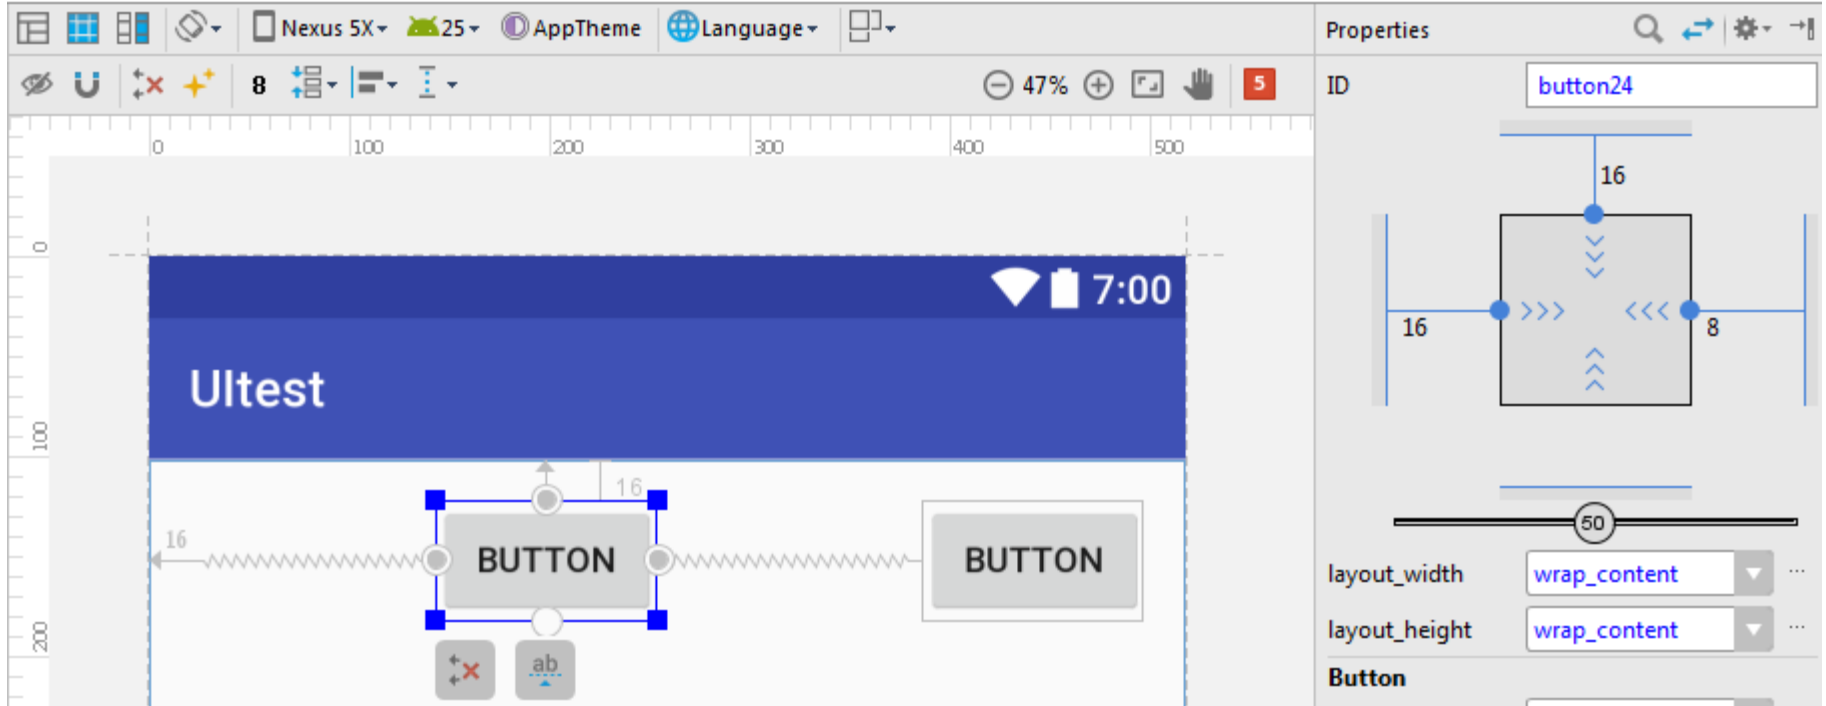 Nexus 5X 25 AppTheme Language
Properties
8 47% 5
ID button24
0 100 200 300 400 500
16
0
7:00
16 8
UItest
100
16
16
50
BUTTON BUTTON
layout_width wrap_content ...
layout_height wrap_content ...
200
ab
Button